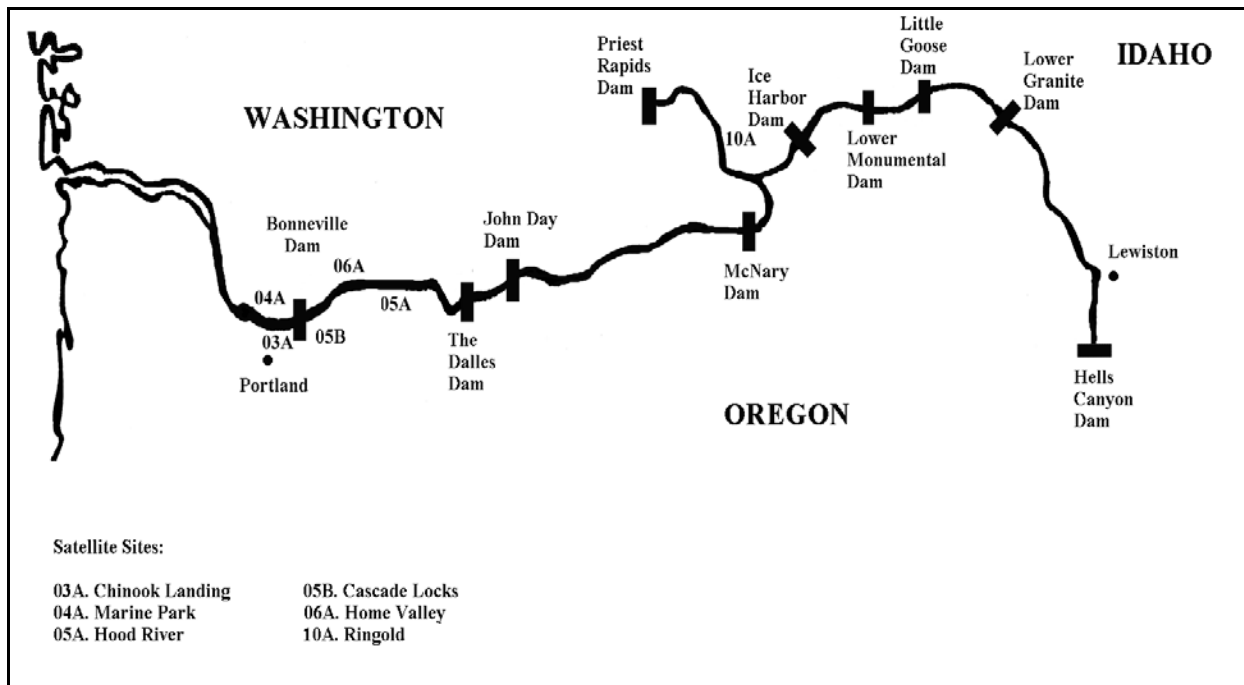 Little
Goose
Dam
IDAHO
Priest
Rapids
Dam
Ice
Harbor
Dam
Lower
Granite
Dam
WASHINGTON
10A
Lower
Monumental
Dam
John Day
Dam
Bonneville
Dam
06A
McNary
Dam
Lewiston
04A
05A
03A
05B
The
Dalles
Dam
Portland
Hells
Canyon
Dam
OREGON
Satellite Sites:
03A. Chinook Landing
04A. Marine Park
05A. Hood River
05B. Cascade Locks
06A. Home Valley
10A. Ringold